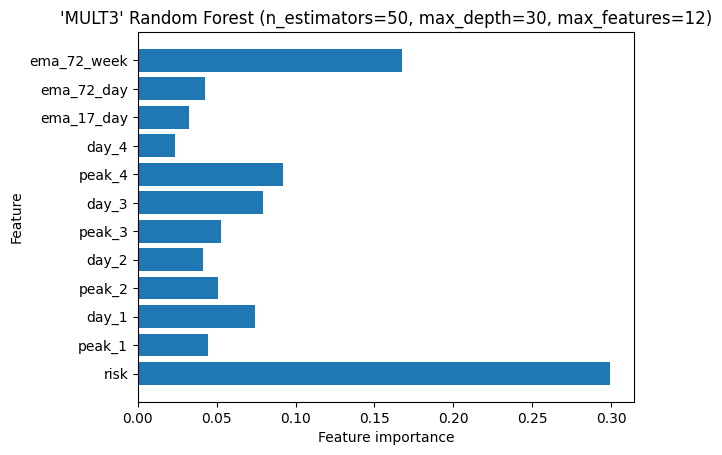 'MULT3' Random Forest (n_estimators=50, max_depth=30, max_features=12)
ema_72_week
ema_72_day
ema_17_day
day_4
peak_4
day_3
peak_3
day_2
peak_2
day_1
peak_1
risk
Feature
0.00 0.05 0.10 0.15 0.20 0.25 0.30
Feature importance